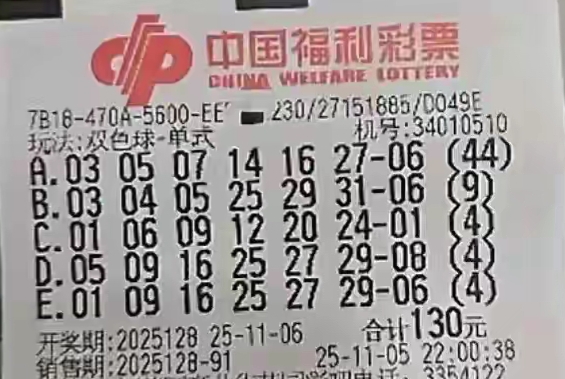 中国福利彩票
CHINA WELFARE LOTTERY
7B18-470A-5600-EE 230/27151885/D049E
玩法:双色球-单式 机号:34010510
A.03 05 07 14 16 27-06 (44)
B.03 04 05 25 29 31-06 (9)
C.01 06 09 12 20 24-01 (4)
D.05 09 16 25 27 29-08 (4)
E.01 09 16 25 27 29-06 (4)
开奖期:2025128 25-11-06 合计130元
销售期:2025128-91 25-11-05 22:00:38
3354122